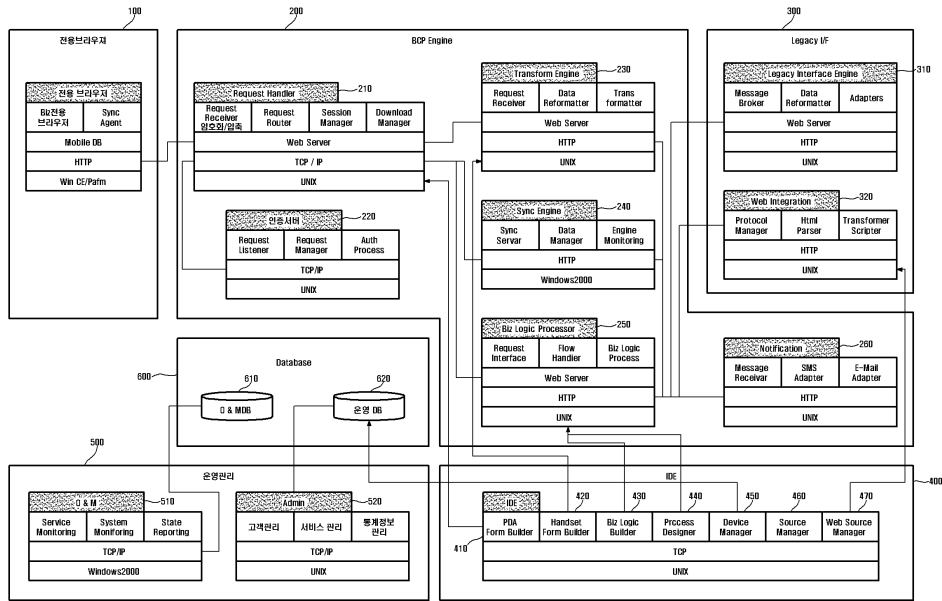 100
전용브라우저
전용 브라우저
Biz전용
브라우저
Sync
Agent
Mobile DB
HTTP
Win CE/Pafm
200
BCP Engine
Request Handler
210
Request
Receiver
암호화/압축
Request
Router
Session
Manager
Download
Manager
Web Server
TCP / IP
UNIX
인증서비
220
Request
Listener
Request
Manager
Auth
Process
TCP/IP
UNIX
Transform Engine
230
Request
Receiver
Data
Reformatter
Trans
formatter
Web Server
HTTP
UNIX
Sync Engine
240
Sync
Servar
Data
Manager
Engine
Monitoring
HTTP
Windows2000
Biz Logic Processor
250
Request
Interface
Flow
Handler
Biz Logic
Process
Web Server
HTTP
UNIX
300
Legacy I/F
Legacy Interface Engine
310
Message
Broker
Data
Reformatter
Adapters
Web Server
HTTP
UNIX
Web Integration
320
Protocol
Manager
Html
Parser
Transformer
Scripter
HTTP
UNIX
Notification
260
Message
Receivar
SMS
Adapter
E-Mail
Adapter
HTTP
UNIX
600
Database
610
O & MDB
620
운영 DB
500
운영관리
O & M
510
Service
Monitoring
System
Monifforing
State
Reporting
TCP/IP
Windows2000
Admin
520
고객관리
서비스 관리
통계정보
관리
TCP/IP
UNIX
IDE
400
IDE
410
PDA
Form Builder
420
Handset
Form Builder
430
Biz Logic
Builder
440
Prccess
Designer
450
Device
Manager
460
Source
Manager
470
Web Source
Manager
TCP
UNIX